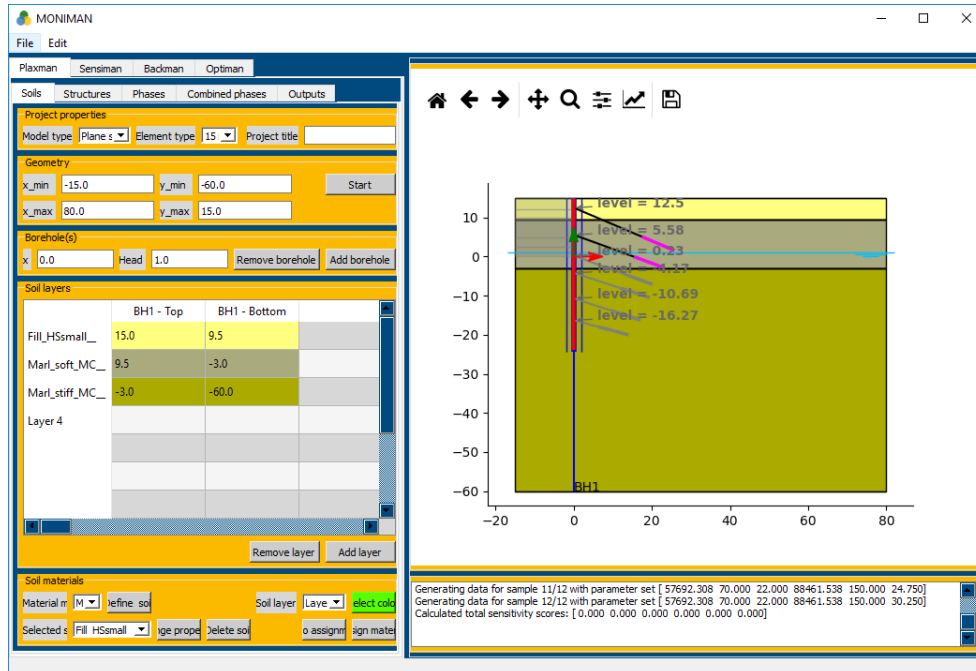 MONIMAN
File Edit
Plaxman Sensiman Backman Optiman
Soils Structures Phases Combined phases Outputs
Project properties
Model type Plane s Element type 15 Project title
Geometry
x_min -15.0 y_min -60.0 Start
x_max 80.0 y_max 15.0
Borehole(s)
x 0.0 Head 1.0 Remove borehole Add borehole
Soil layers
BH1 - Top BH1 - Bottom
Fill_HSsmall__ 15.0 9.5
Marl_soft_MC__ 9.5 -3.0
Marl_stiff_MC__ -3.0 -60.0
Layer 4
Remove layer Add layer
Soil materials
Material m M efine soi Soil layer Laye elect colo
Selected s Fill HSsmall nge prope Delete soi o assignm sign mater
level = 12.5
level = 5.58
level = 0.23
level = -4.17
level = -10.69
level = -16.27
10
0
−10
−20
−30
−40
−50
−60
BH1
−20 0 20 40 60 80
Generating data for sample 11/12 with parameter set [ 57692.308 70.000 22.000 88461.538 150.000 24.750]
Generating data for sample 12/12 with parameter set [ 57692.308 70.000 22.000 88461.538 150.000 30.250]
Calculated total sensitivity scores: [ 0.000 0.000 0.000 0.000 0.000 0.000]